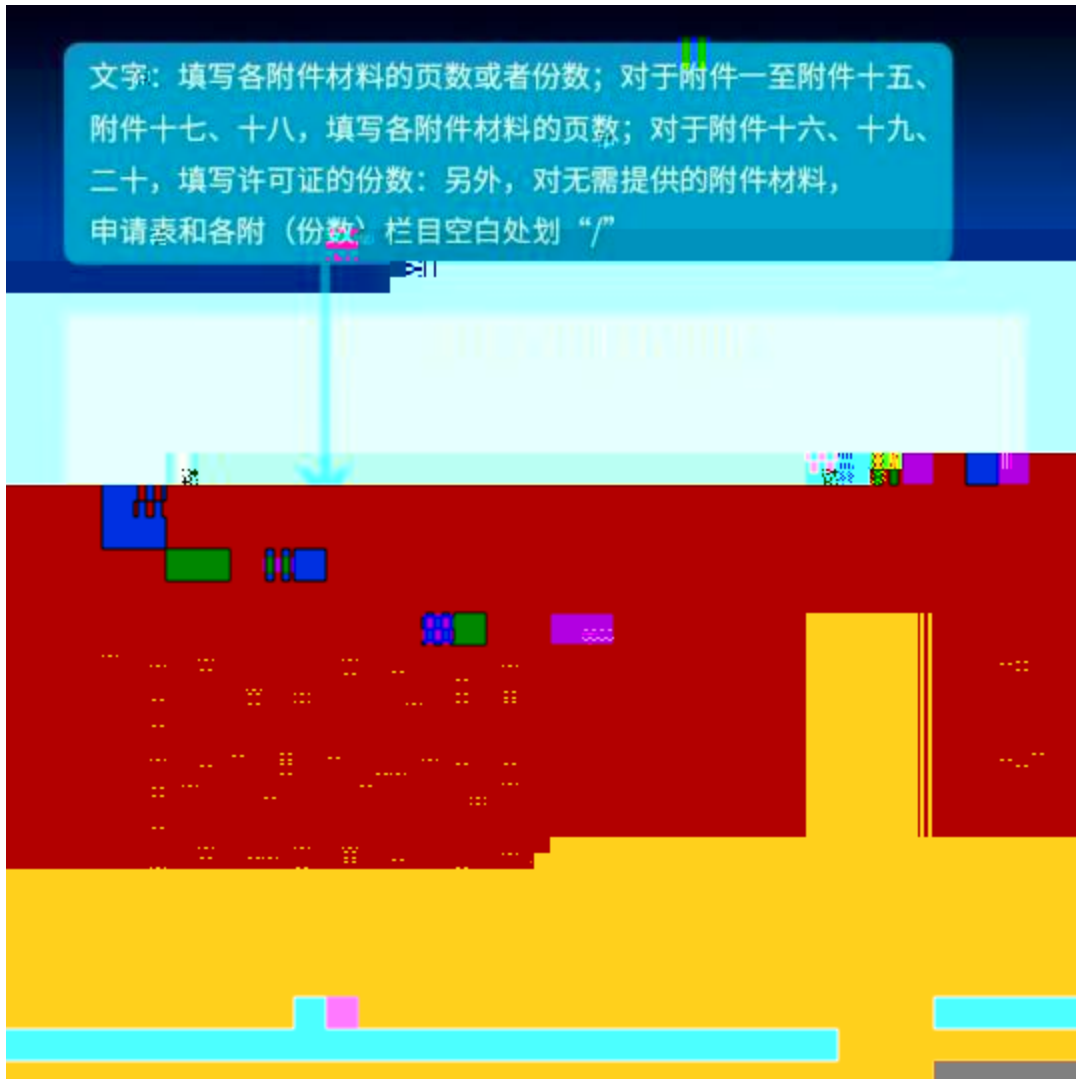 文字：填写各附件材料的页数或者份数；对于附件一至附件十五、
附件十七、十八，填写各附件材料的页数；对于附件十六、十九、
二十，填写许可证的份数：另外，对无需提供的附件材料，
申请表和各附（份数）栏目空白处划“/”